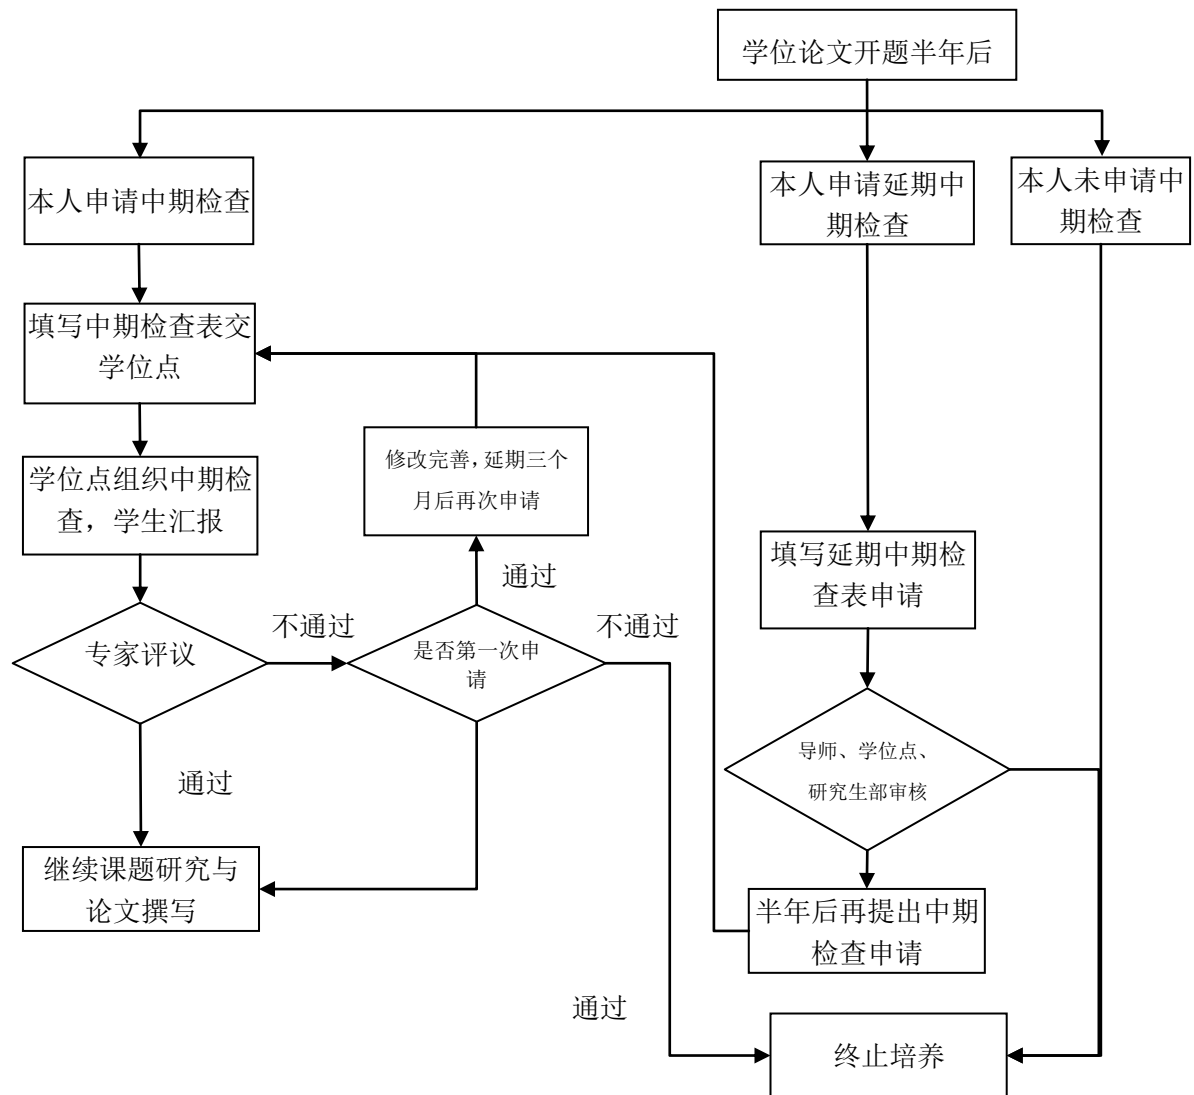 学位论文开题半年后
本人申请中期检查
本人申请延期中
期检查
本人未申请中
期检查
填写中期检查表交
学位点
修改完善，延期三个
月后再次申请
学位点组织中期检
查，学生汇报
通过
填写延期中期检
查表申请
不通过
不通过
专家评议
是否第一次申
请
导师、学位点、
研究生部审核
通过
继续课题研究与
论文撰写
半年后再提出中期
检查申请
通过
终止培养